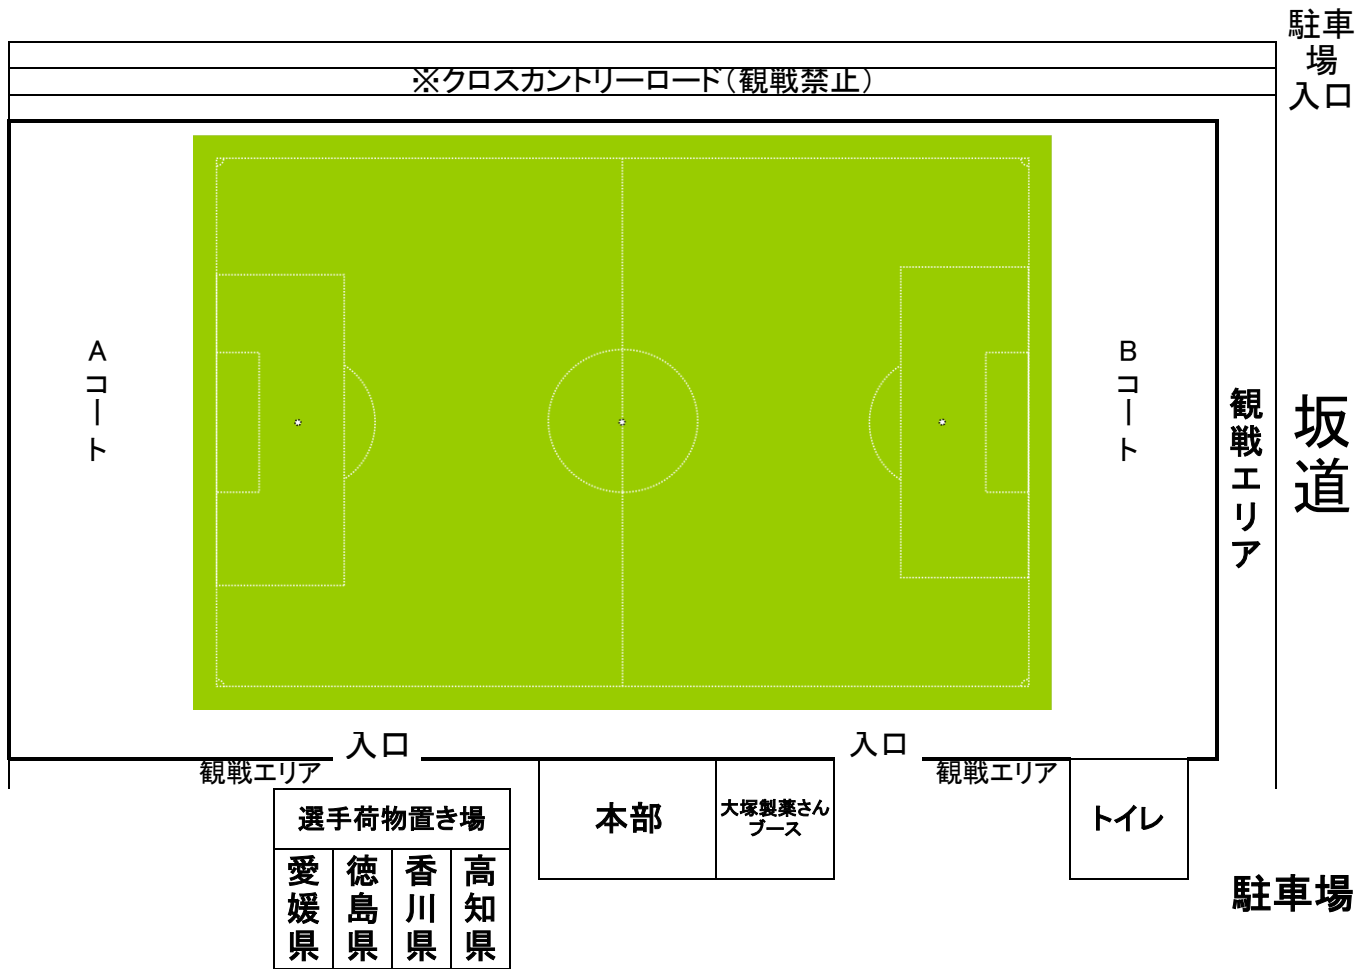 駐車
場
入口
※クロスカントリーロード（観戦禁止）
Aコート
Bコート
観戦エリア
坂道
入口
入口
観戦エリア
観戦エリア
選手荷物置き場
本部
大塚製薬さん
ブース
トイレ
愛媛県
徳島県
香川県
高知県
駐車場